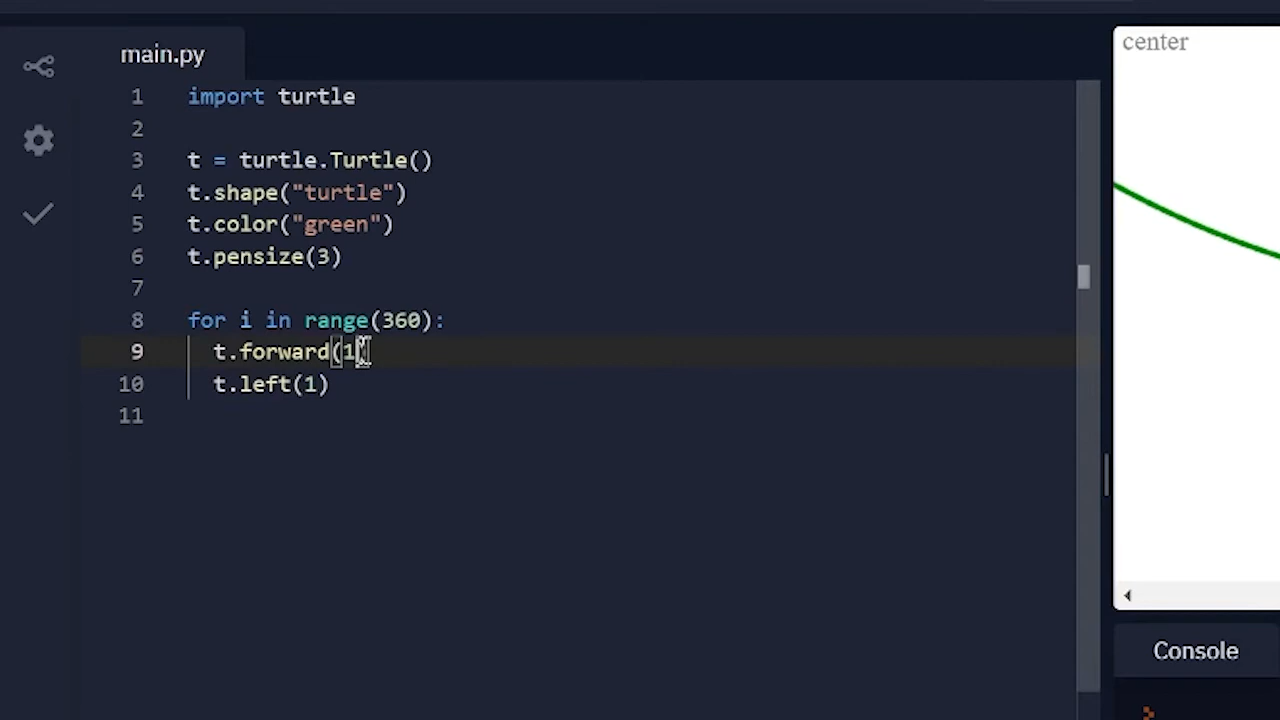 main.py
center
1 import turtle
2
3 t = turtle.Turtle()
4 t.shape("turtle")
5 t.color("green")
6 t.pensize(3)
7
8 for i in range(360):
9 t.forward(1)
10 t.left(1)
11
Console